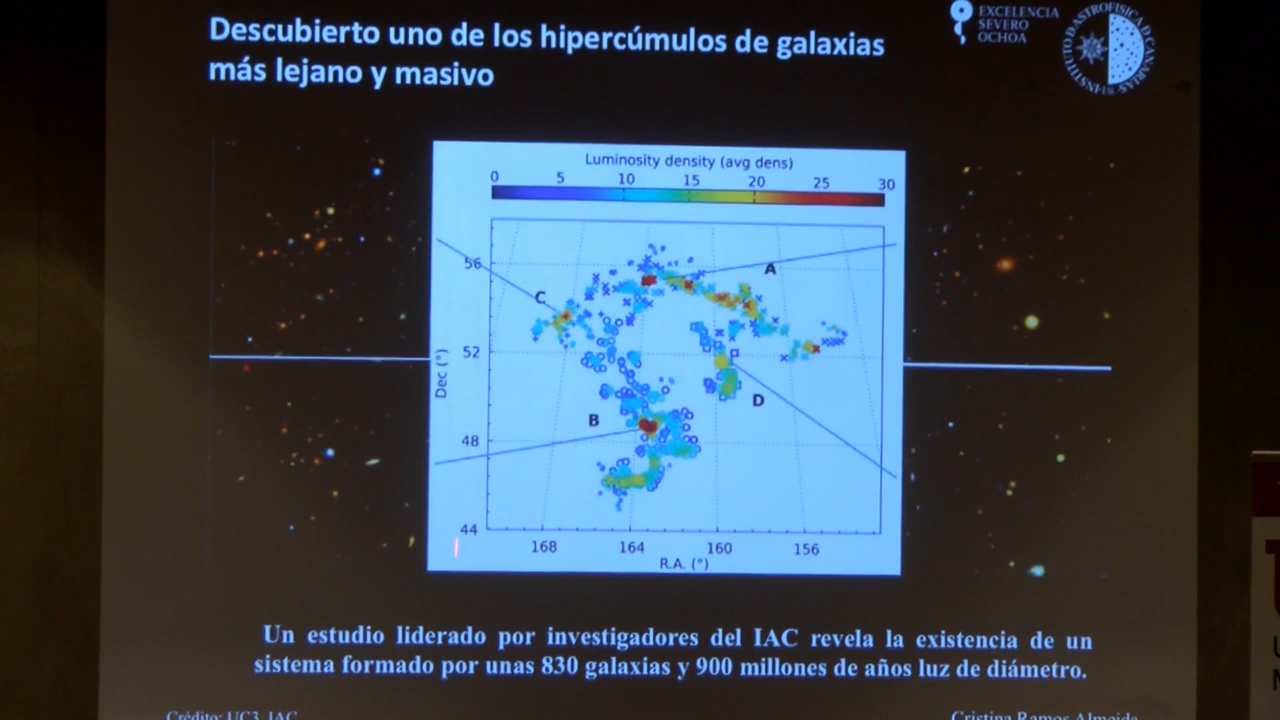 Descubierto uno de los hipercúmulos de galaxias
más lejano y masivo
EXCELENCIA
SEVERO
OCHOA
INSTITUTO DE ASTROFISICA DE CANARIAS
Luminosity density (avg dens)
0 5 10 15 20 25 30
A
56
C
52
Dec (°)
D
B
48
44
168 164 160 156
R.A. (°)
Un estudio liderado por investigadores del IAC revela la existencia de un
sistema formado por unas 830 galaxias y 900 millones de años luz de diámetro.
Crédito: UC3, IAC
Cristina Ramos Almeida